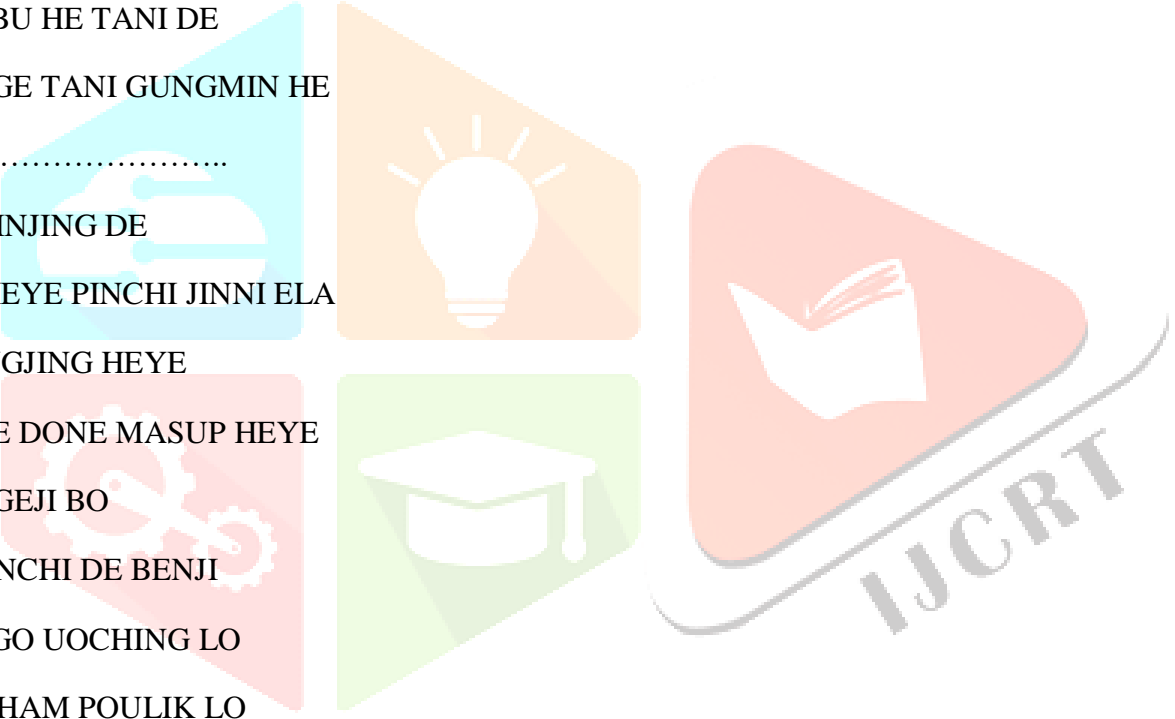 BU HE TANI DE
GE TANI GUNGMIN HE
…………………..
INJING DE
EYE PINCHI JINNI ELA
GJING HEYE
E DONE MASUP HEYE
GEJI BO
NCHI DE BENJI
GO UOCHING LO
HAM POULIK LO
IJCRT